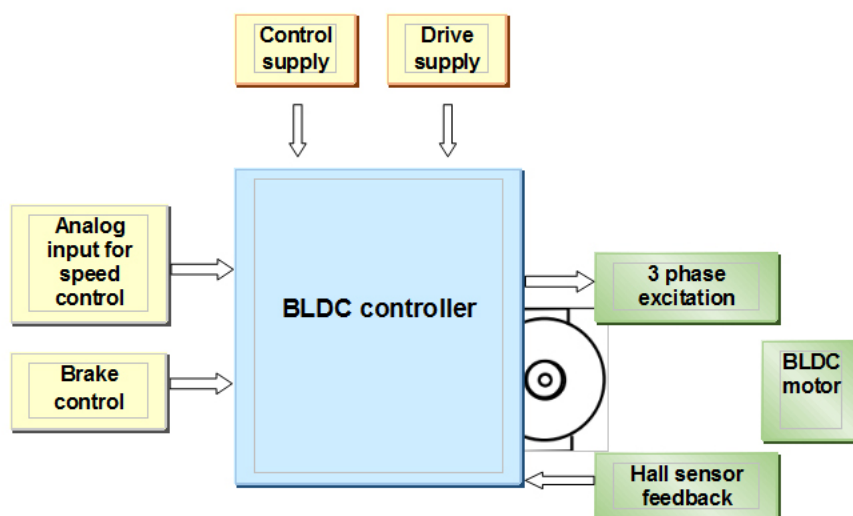 Control
supply
Drive
supply
Analog
input for
speed
control
BLDC controller
3 phase
excitation
Brake
control
BLDC
motor
Hall sensor
feedback